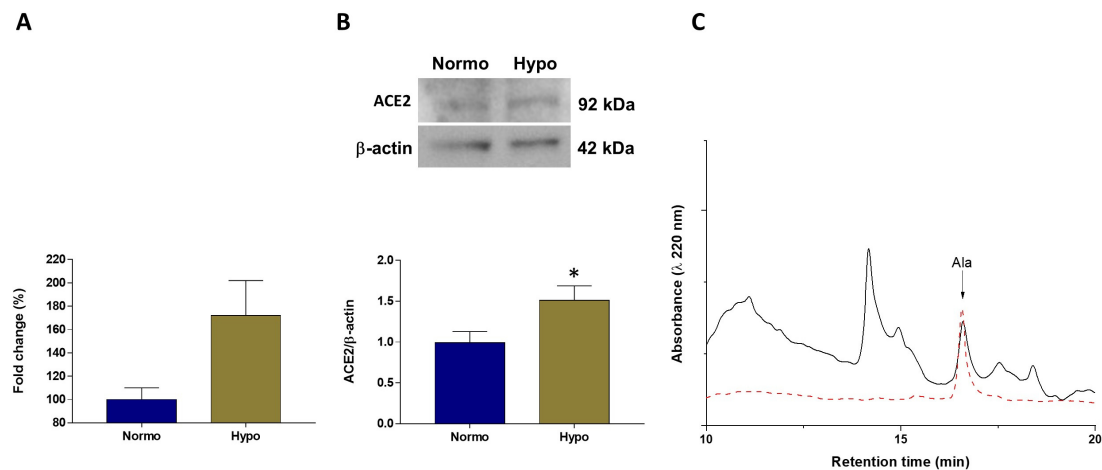 A
B
C
Normo Hypo
ACE2 92 kDa
β-actin 42 kDa
Fold change (%)
220
200
180
160
140
120
100
80
Normo Hypo
ACE2/β-actin
2.0
1.5
1.0
0.5
0.0
*
Normo Hypo
Absorbance (λ 220 nm)
Ala
10 15 20
Retention time (min)